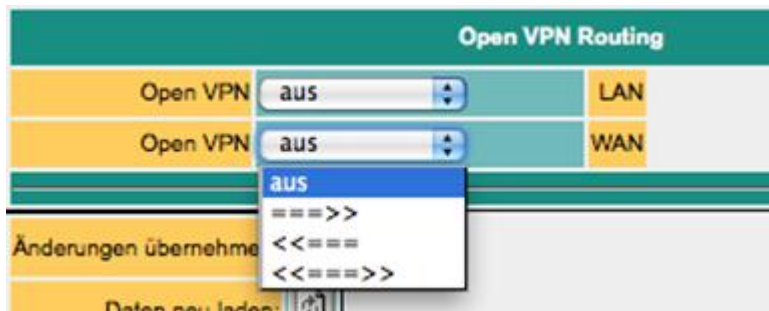 Open VPN Routing
Open VPN aus LAN
Open VPN aus WAN
aus
===>>
Änderungen übernehme <<===
<<===>>
Daten neu laden: